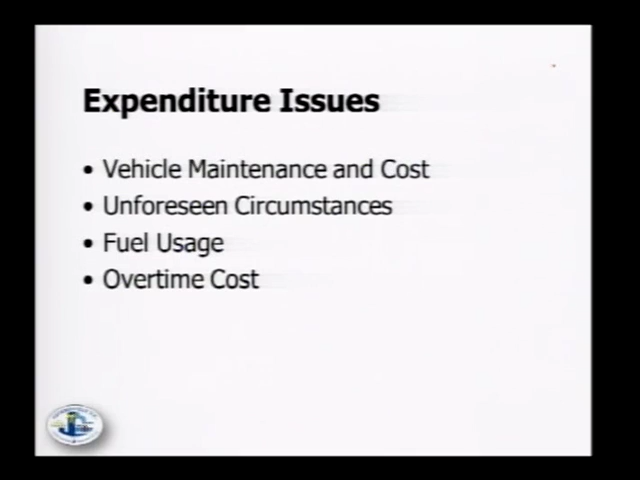 Expenditure Issues
• Vehicle Maintenance and Cost
• Unforeseen Circumstances
• Fuel Usage
• Overtime Cost